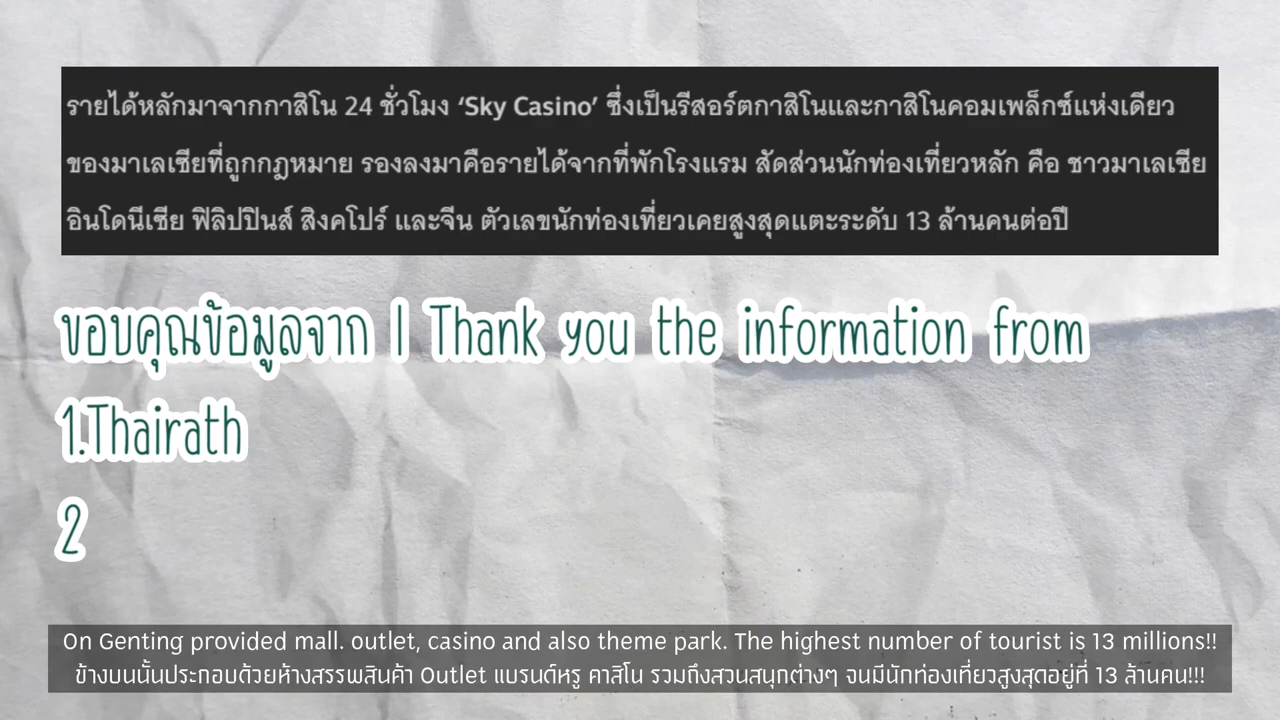 รายได้หลักมาจากกาสิโน 24 ชั่วโมง ‘Sky Casino’ ซึ่งเป็นรีสอร์ตกาสิโนและกาสิโนคอมเพล็กซ์แห่งเดียว
ของมาเลเซียที่ถูกกฎหมาย รองลงมาคือรายได้จากที่พักโรงแรม สัดส่วนนักท่องเที่ยวหลัก คือ ชาวมาเลเซีย
อินโดนีเซีย ฟิลิปปินส์ สิงคโปร์ และจีน ตัวเลขนักท่องเที่ยวเคยสูงสุดแตะระดับ 13 ล้านคนต่อปี
ขอบคุณข้อมูลจาก | Thank you the information from
1.Thairath
2
On Genting provided mall. outlet, casino and also theme park. The highest number of tourist is 13 millions!!
ข้างบนนั้นประกอบด้วยห้างสรรพสินค้า Outlet แบรนด์หรู คาสิโน รวมถึงสวนสนุกต่างๆ จนมีนักท่องเที่ยวสูงสุดอยู่ที่ 13 ล้านคน!!!